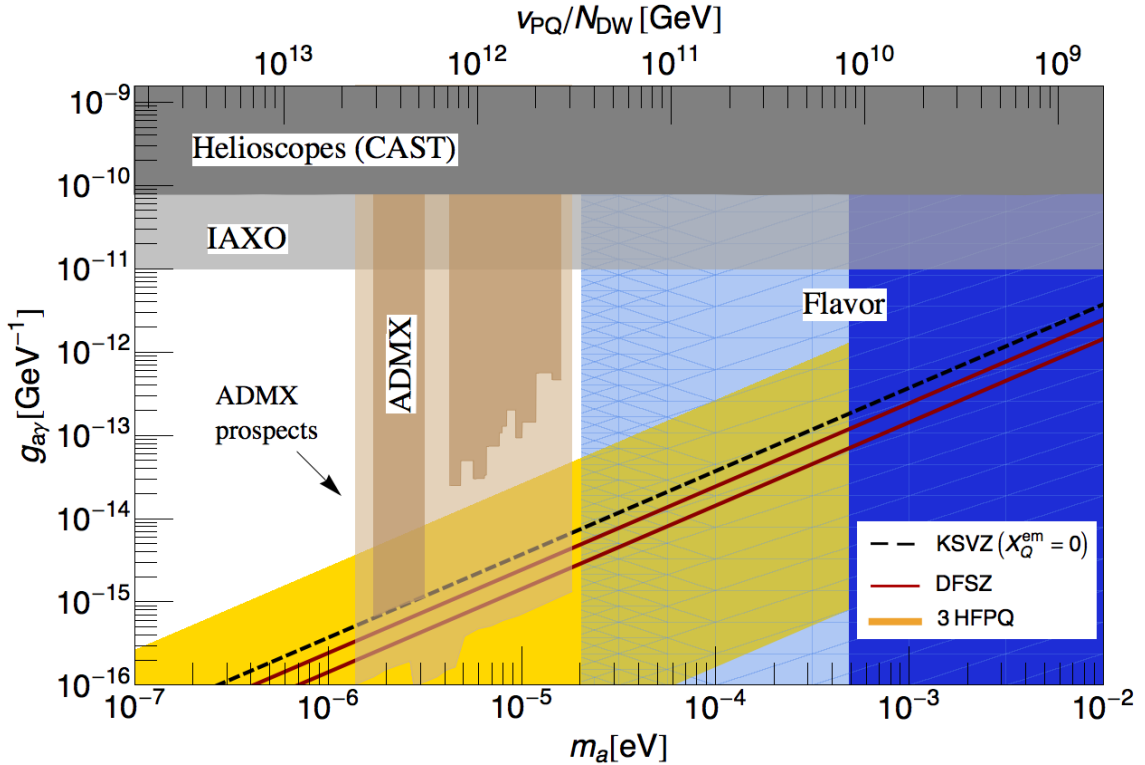 v_PQ/N_DW [GeV]
10^13 10^12 10^11 10^10 10^9
10^-9
Helioscopes (CAST)
10^-10
IAXO
10^-11
Flavor
10^-12
ADMX
ADMX
prospects
10^-13
10^-14
10^-15
10^-16
g_aγ [GeV^-1]
KSVZ (X_Q^em = 0)
DFSZ
3 HFPQ
10^-7 10^-6 10^-5 10^-4 10^-3 10^-2
m_a [eV]